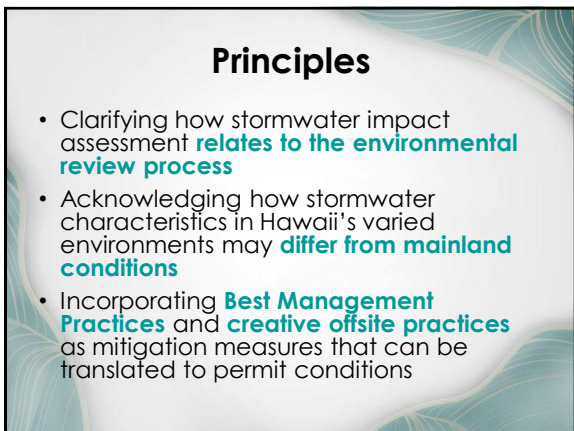 Principles
• Clarifying how stormwater impact
assessment relates to the environmental
review process
• Acknowledging how stormwater
characteristics in Hawaii's varied
environments may differ from mainland
conditions
• Incorporating Best Management
Practices and creative offsite practices
as mitigation measures that can be
translated to permit conditions